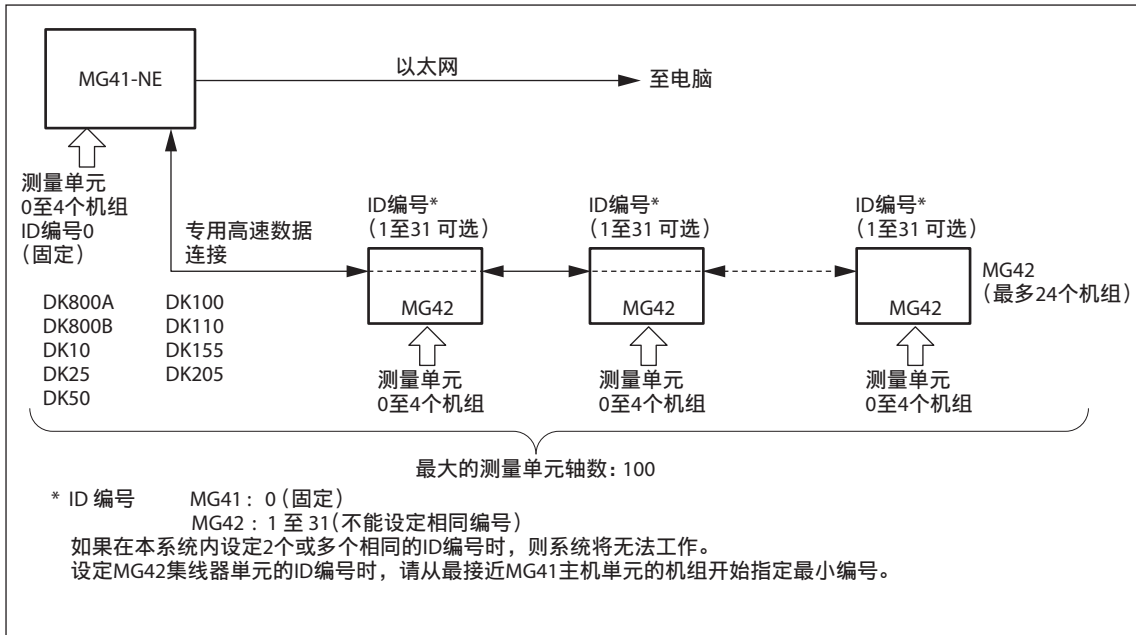 MG41-NE
以太网
至电脑
测量单元
0至4个机组
ID编号0
（固定）
专用高速数据
连接
ID编号*
（1至31 可选）
ID编号*
（1至31 可选）
ID编号*
（1至31 可选）
MG42
MG42
MG42
（最多24个机组）
DK800A
DK800B
DK10
DK25
DK50
DK100
DK110
DK155
DK205
测量单元
0至4个机组
测量单元
0至4个机组
测量单元
0至4个机组
最大的测量单元轴数: 100
* ID 编号 MG41 : 0（固定）
MG42 : 1 至 31（不能设定相同编号）
如果在本系统内设定2个或多个相同的ID编号时，则系统将无法工作。
设定MG42集线器单元的ID编号时，请从最接近MG41主机单元的机组开始指定最小编号。